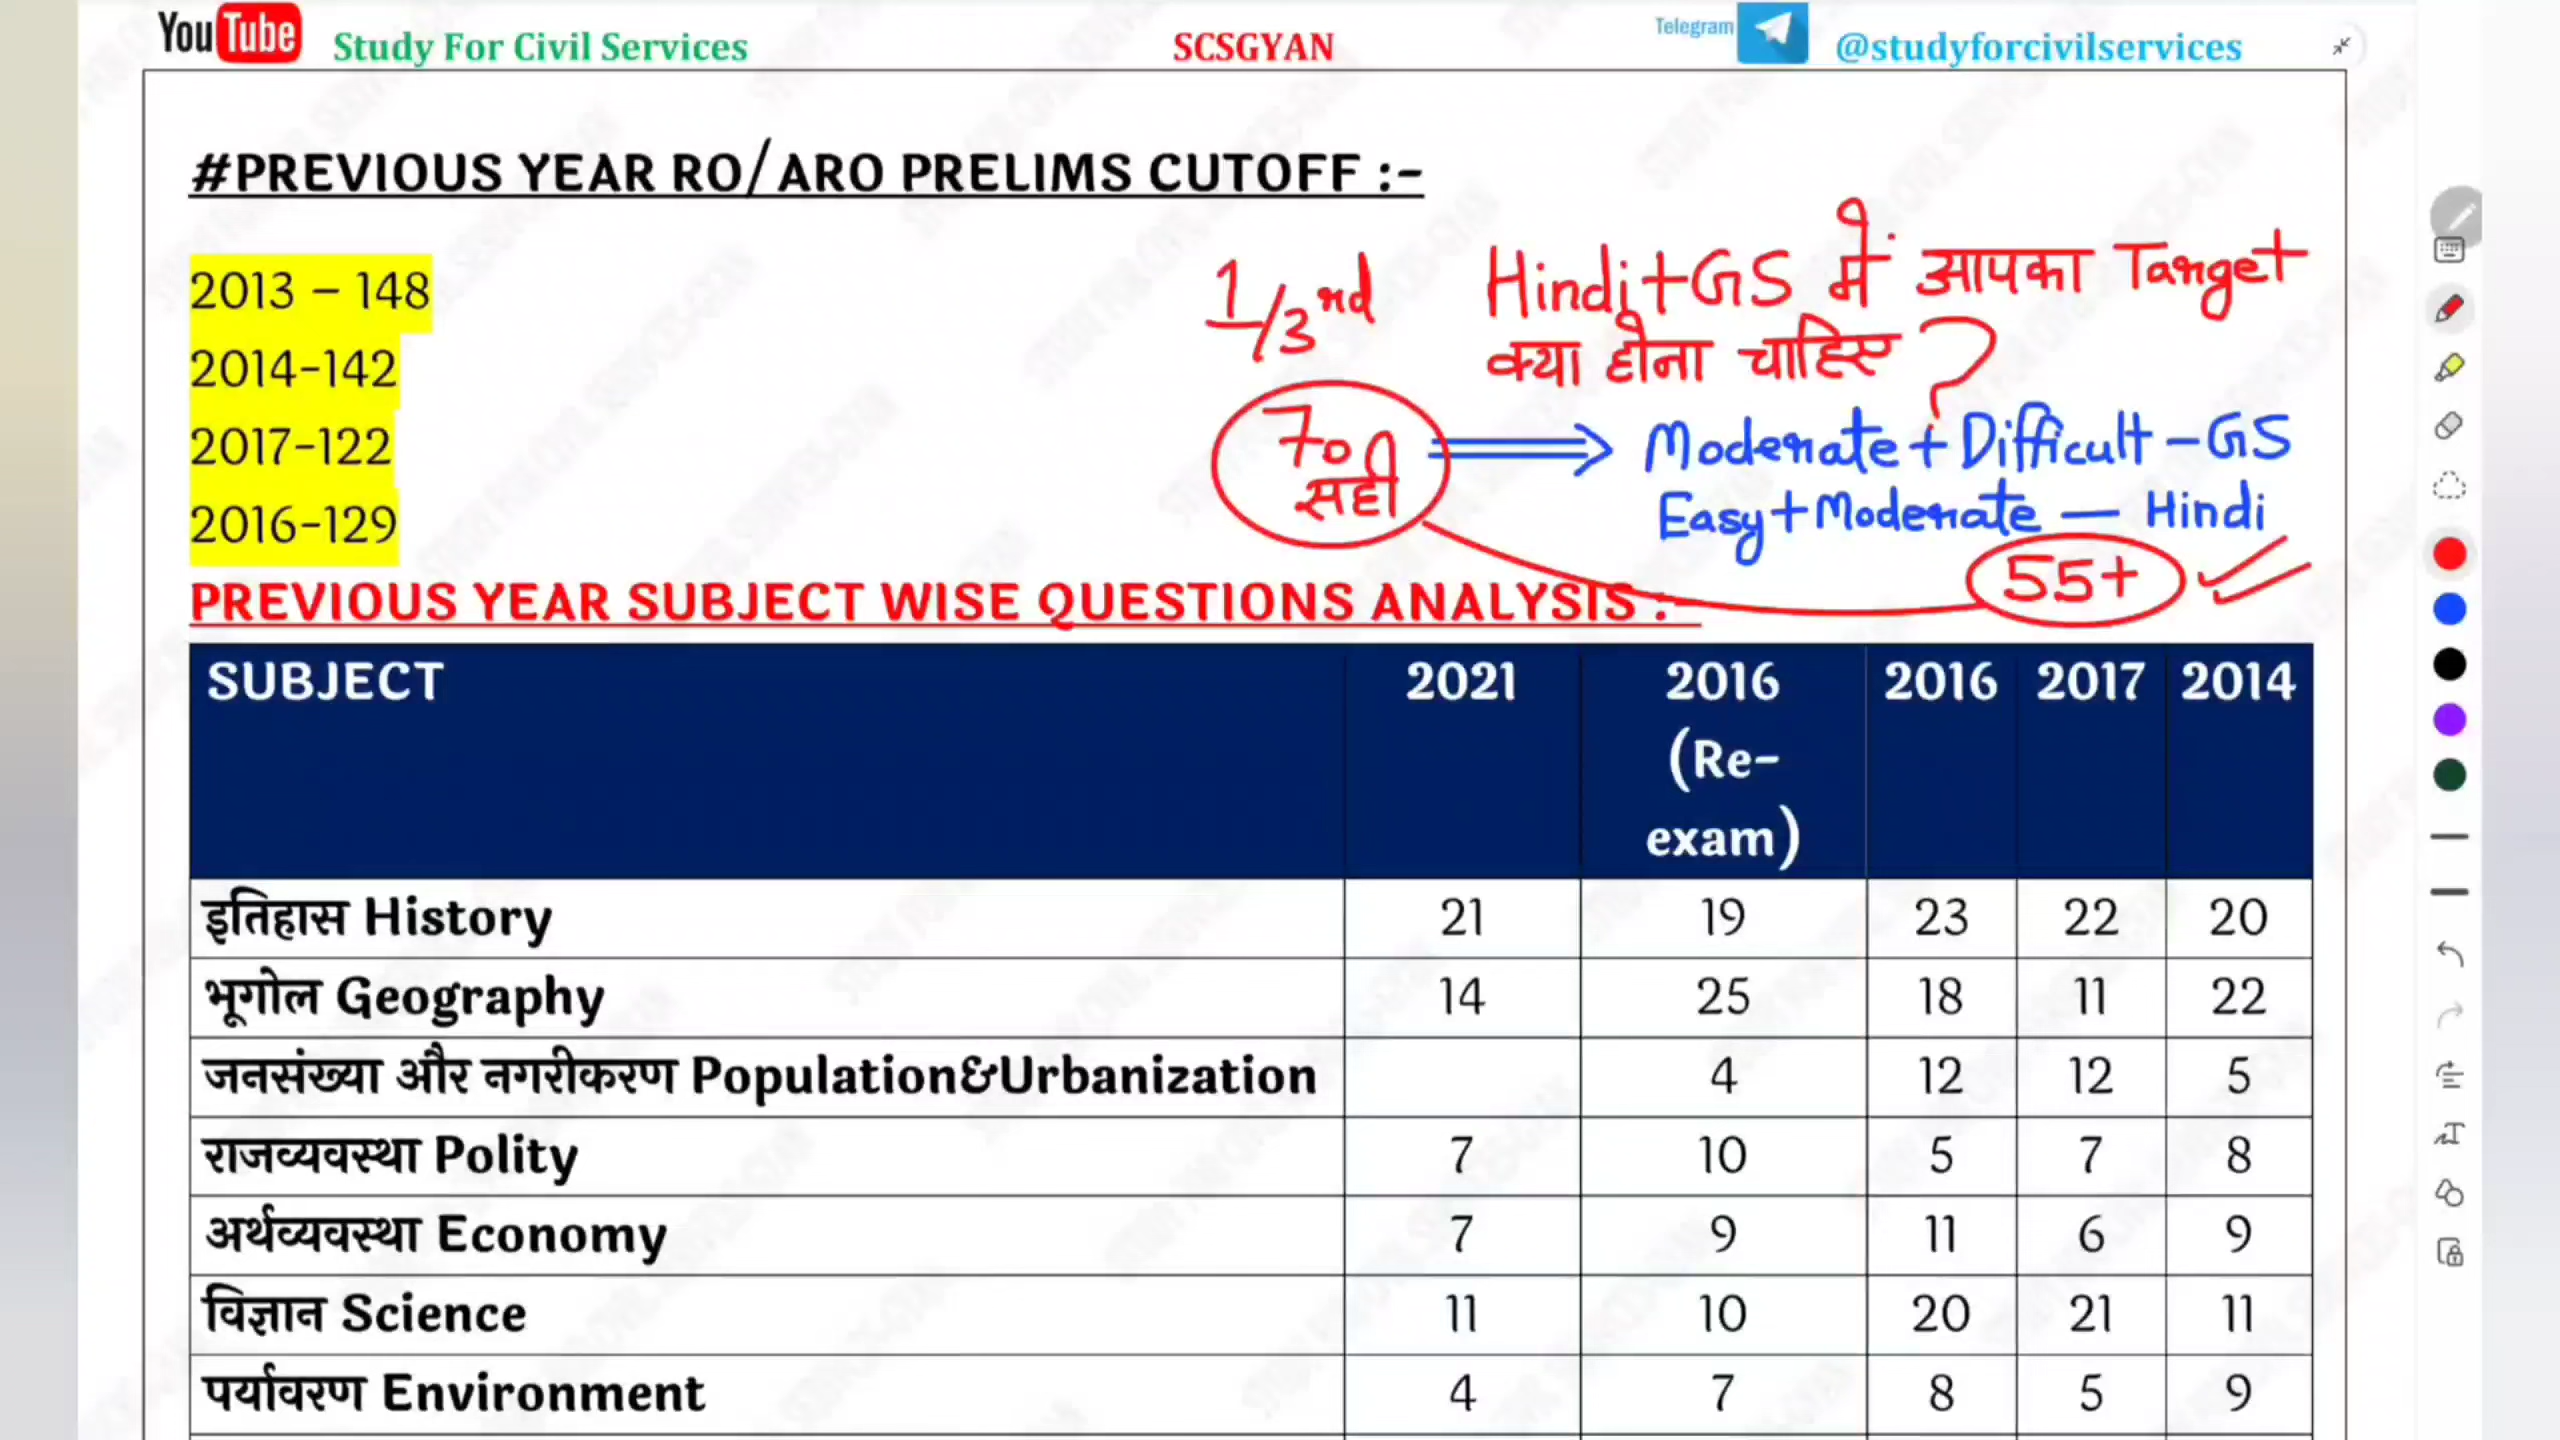 YouTube Study For Civil Services SCSGYAN Telegram @studyforcivilservices
#PREVIOUS YEAR RO/ARO PRELIMS CUTOFF :-
2013 – 148
2014-142
2017-122
2016-129
1/3rd
Hindi+GS में आपका Target
क्या होना चाहिए ?
70
सही
Moderate + Difficult – GS
Easy + Moderate — Hindi
55+
PREVIOUS YEAR SUBJECT WISE QUESTIONS ANALYSIS :-
SUBJECT 2021 2016 2016 2017 2014
(Re-
exam)
इतिहास History 21 19 23 22 20
भूगोल Geography 14 25 18 11 22
जनसंख्या और नगरीकरण Population&Urbanization 4 12 12 5
राजव्यवस्था Polity 7 10 5 7 8
अर्थव्यवस्था Economy 7 9 11 6 9
विज्ञान Science 11 10 20 21 11
पर्यावरण Environment 4 7 8 5 9